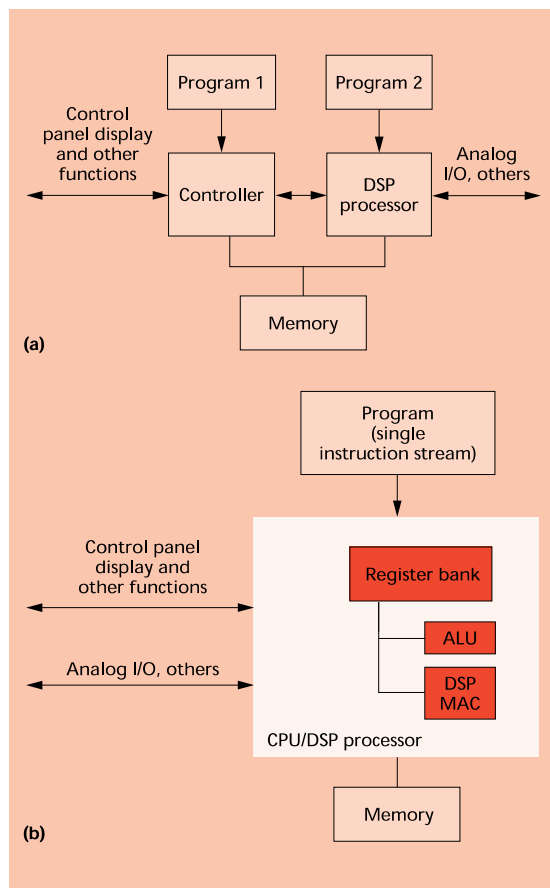 Program 1
Program 2
Control
panel display
and other
functions
Controller
DSP
processor
Analog
I/O, others
Memory
(a)
Program
(single
instruction stream)
Control panel
display and
other functions
Register bank
ALU
Analog I/O, others
DSP
MAC
CPU/DSP processor
Memory
(b)